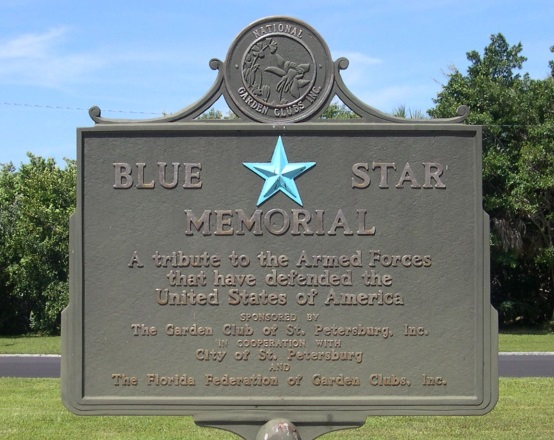 NATIONAL
GARDEN CLUBS INC.
BLUE STAR
MEMORIAL
A tribute to the Armed Forces
that have defended the
United States of America
SPONSORED BY
The Garden Club of St. Petersburg, Inc.
IN COOPERATION WITH
City of St. Petersburg
AND
The Florida Federation of Garden Clubs, Inc.